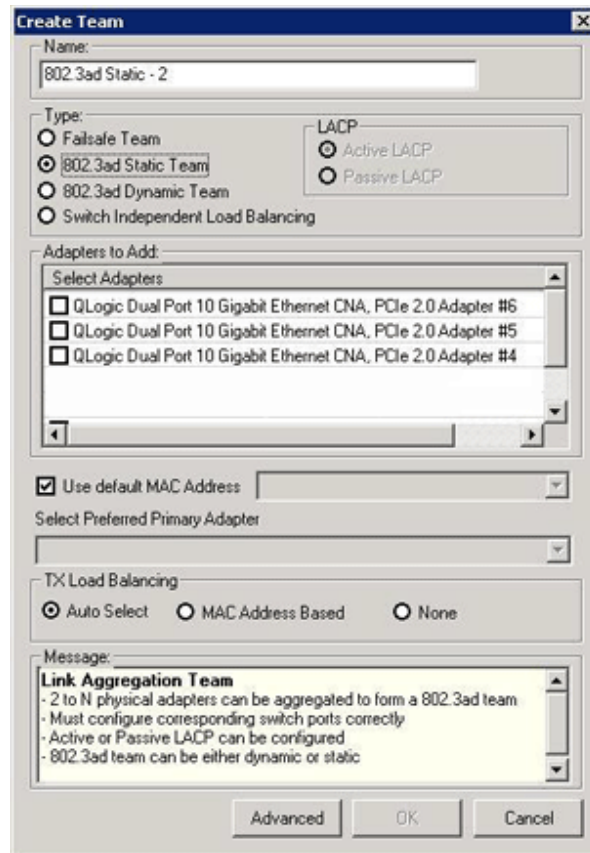 Create Team
Name:
802.3ad Static - 2
Type:
Failsafe Team
802.3ad Static Team
802.3ad Dynamic Team
Switch Independent Load Balancing
LACP
Active LACP
Passive LACP
Adapters to Add:
Select Adapters
QLogic Dual Port 10 Gigabit Ethernet CNA, PCIe 2.0 Adapter #6
QLogic Dual Port 10 Gigabit Ethernet CNA, PCIe 2.0 Adapter #5
QLogic Dual Port 10 Gigabit Ethernet CNA, PCIe 2.0 Adapter #4
Use default MAC Address
Select Preferred Primary Adapter
TX Load Balancing
Auto Select
MAC Address Based
None
Message:
Link Aggregation Team
- 2 to N physical adapters can be aggregated to form a 802.3ad team
- Must configure corresponding switch ports correctly
- Active or Passive LACP can be configured
- 802.3ad team can be either dynamic or static
Advanced
OK
Cancel